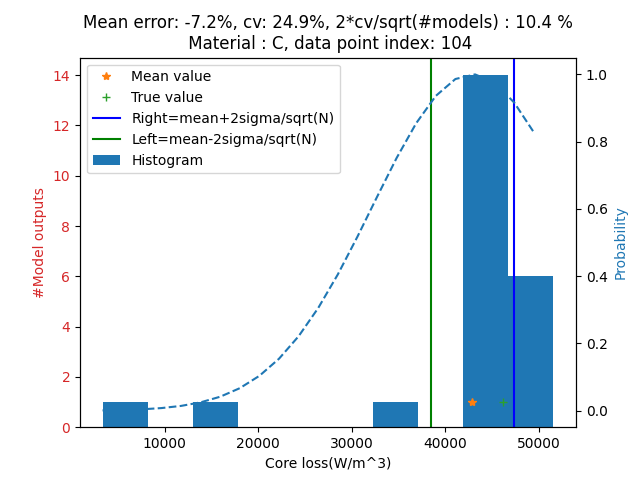 Mean error: -7.2%, cv: 24.9%, 2*cv/sqrt(#models) : 10.4 %
Material : C, data point index: 104
Mean value
True value
Right=mean+2sigma/sqrt(N)
Left=mean-2sigma/sqrt(N)
Histogram
#Model outputs
14
12
10
8
6
4
2
0
10000
20000
30000
40000
50000
Core loss(W/m^3)
1.0
0.8
0.6
0.4
0.2
0.0
Probability